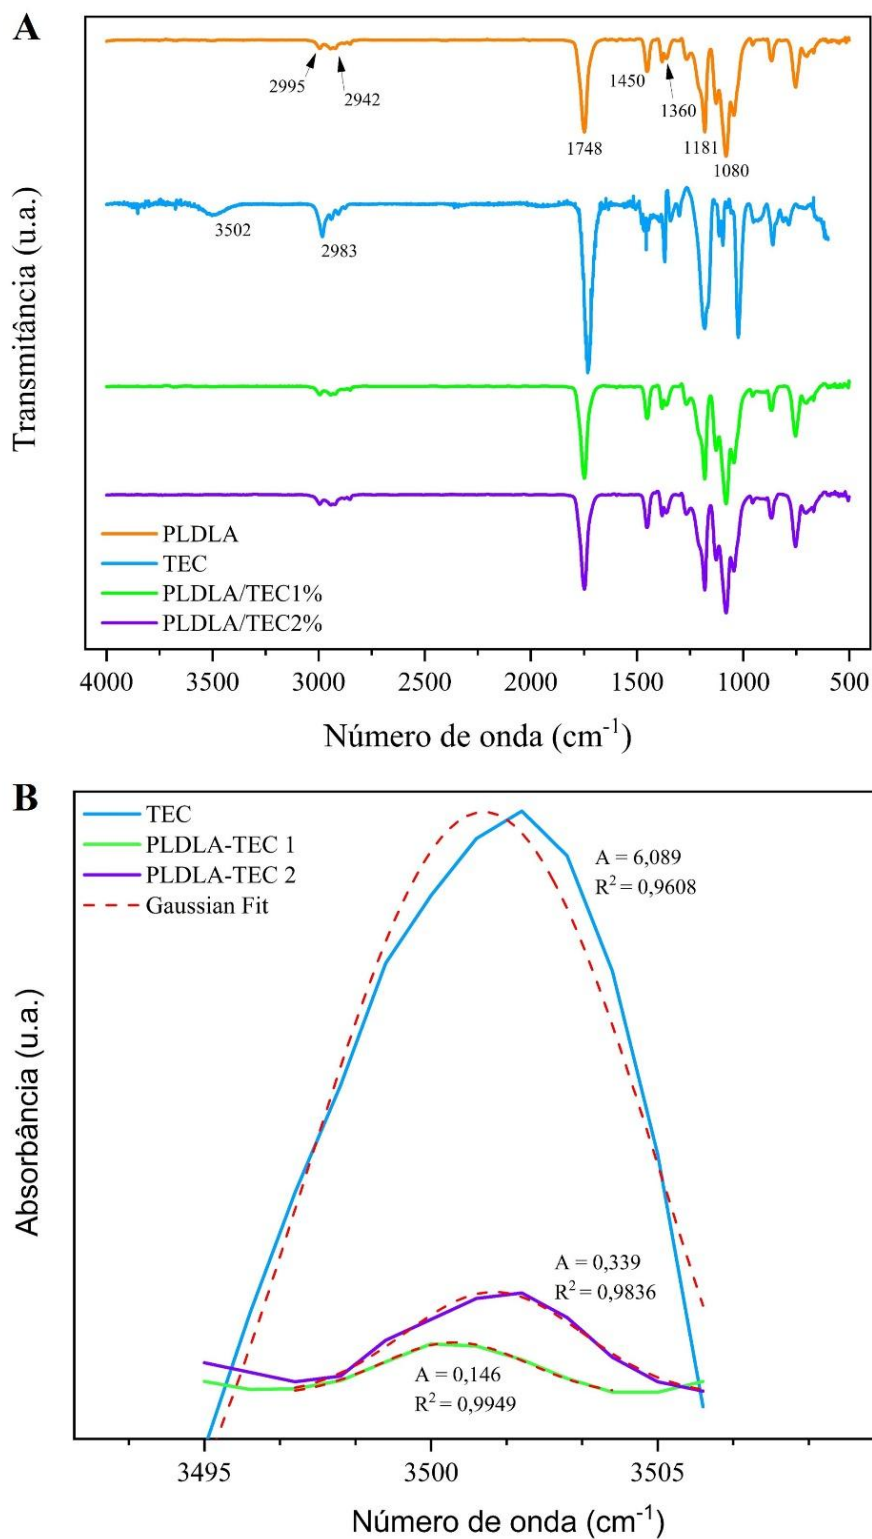 A
2995
2942
1748
1450
1360
1181
1080
3502
2983
Transmitância (u.a.)
PLDLA
TEC
PLDLA/TEC1%
PLDLA/TEC2%
4000 3500 3000 2500 2000 1500 1000 500
Número de onda (cm⁻¹)
B
TEC
PLDLA-TEC 1
PLDLA-TEC 2
Gaussian Fit
A = 6,089
R² = 0,9608
Absorbância (u.a.)
A = 0,339
R² = 0,9836
A = 0,146
R² = 0,9949
3495 3500 3505
Número de onda (cm⁻¹)